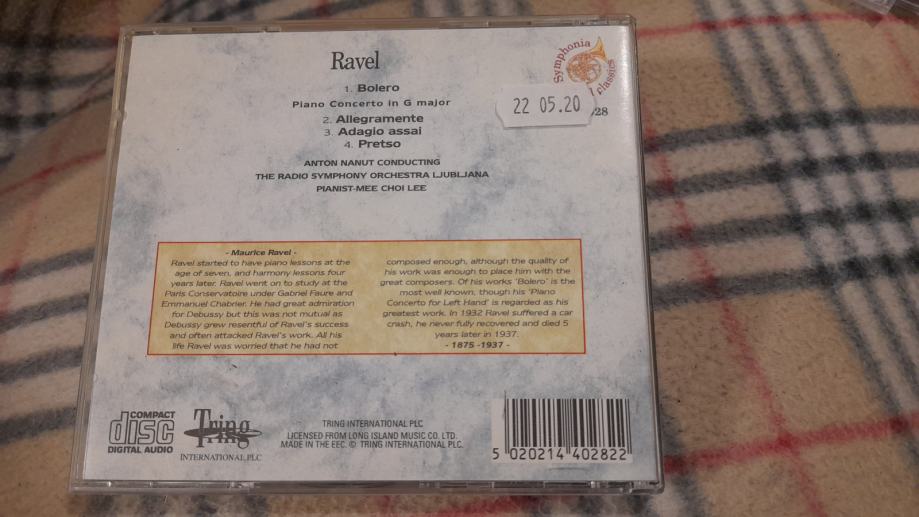 Ravel
1. Bolero
Piano Concerto in G major
2. Allegramente
3. Adagio assai
4. Pretso
ANTON NANUT CONDUCTING
THE RADIO SYMPHONY ORCHESTRA LJUBLJANA
PIANIST-MEE CHOI LEE
Symphonia
classics
22 05.20
28
- Maurice Ravel -
Ravel started to have piano lessons at the
age of seven, and harmony lessons four
years later. Ravel went on to study at the
Paris Conservatoire under Gabriel Faure and
Emmanuel Chabrier. He had great admiration
for Debussy but this was not mutual as
Debussy grew resentful of Ravel's success
and often attacked Ravel's work. All his
life Ravel was worried that he had not
composed enough, although the quality of
his work was enough to place him with the
great composers. Of his works 'Bolero' is the
most well known, though his 'Piano
Concerto for Left Hand' is regarded as his
greatest work. In 1932 Ravel suffered a car
crash, he never fully recovered and died 5
years later in 1937.
- 1875 -1937 -
COMPACT
disc
DIGITAL AUDIO
Tring
INTERNATIONAL PLC
TRING INTERNATIONAL PLC
LICENSED FROM LONG ISLAND MUSIC CO. LTD.
MADE IN THE EEC. © TRING INTERNATIONAL PLC.
5 020214 402822